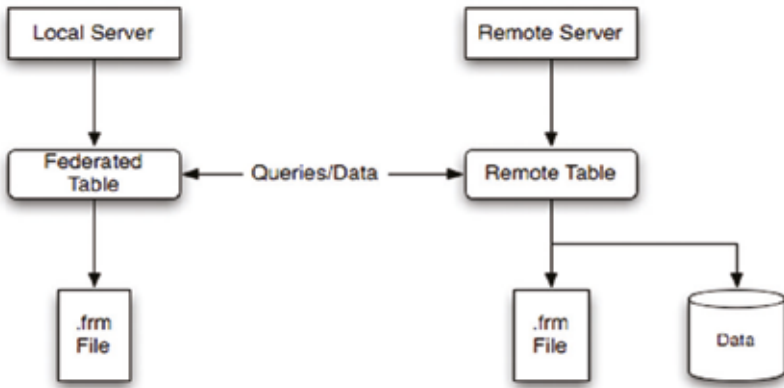 Local Server
Remote Server
Federated
Table
Queries/Data
Remote Table
.frm
File
.frm
File
Data